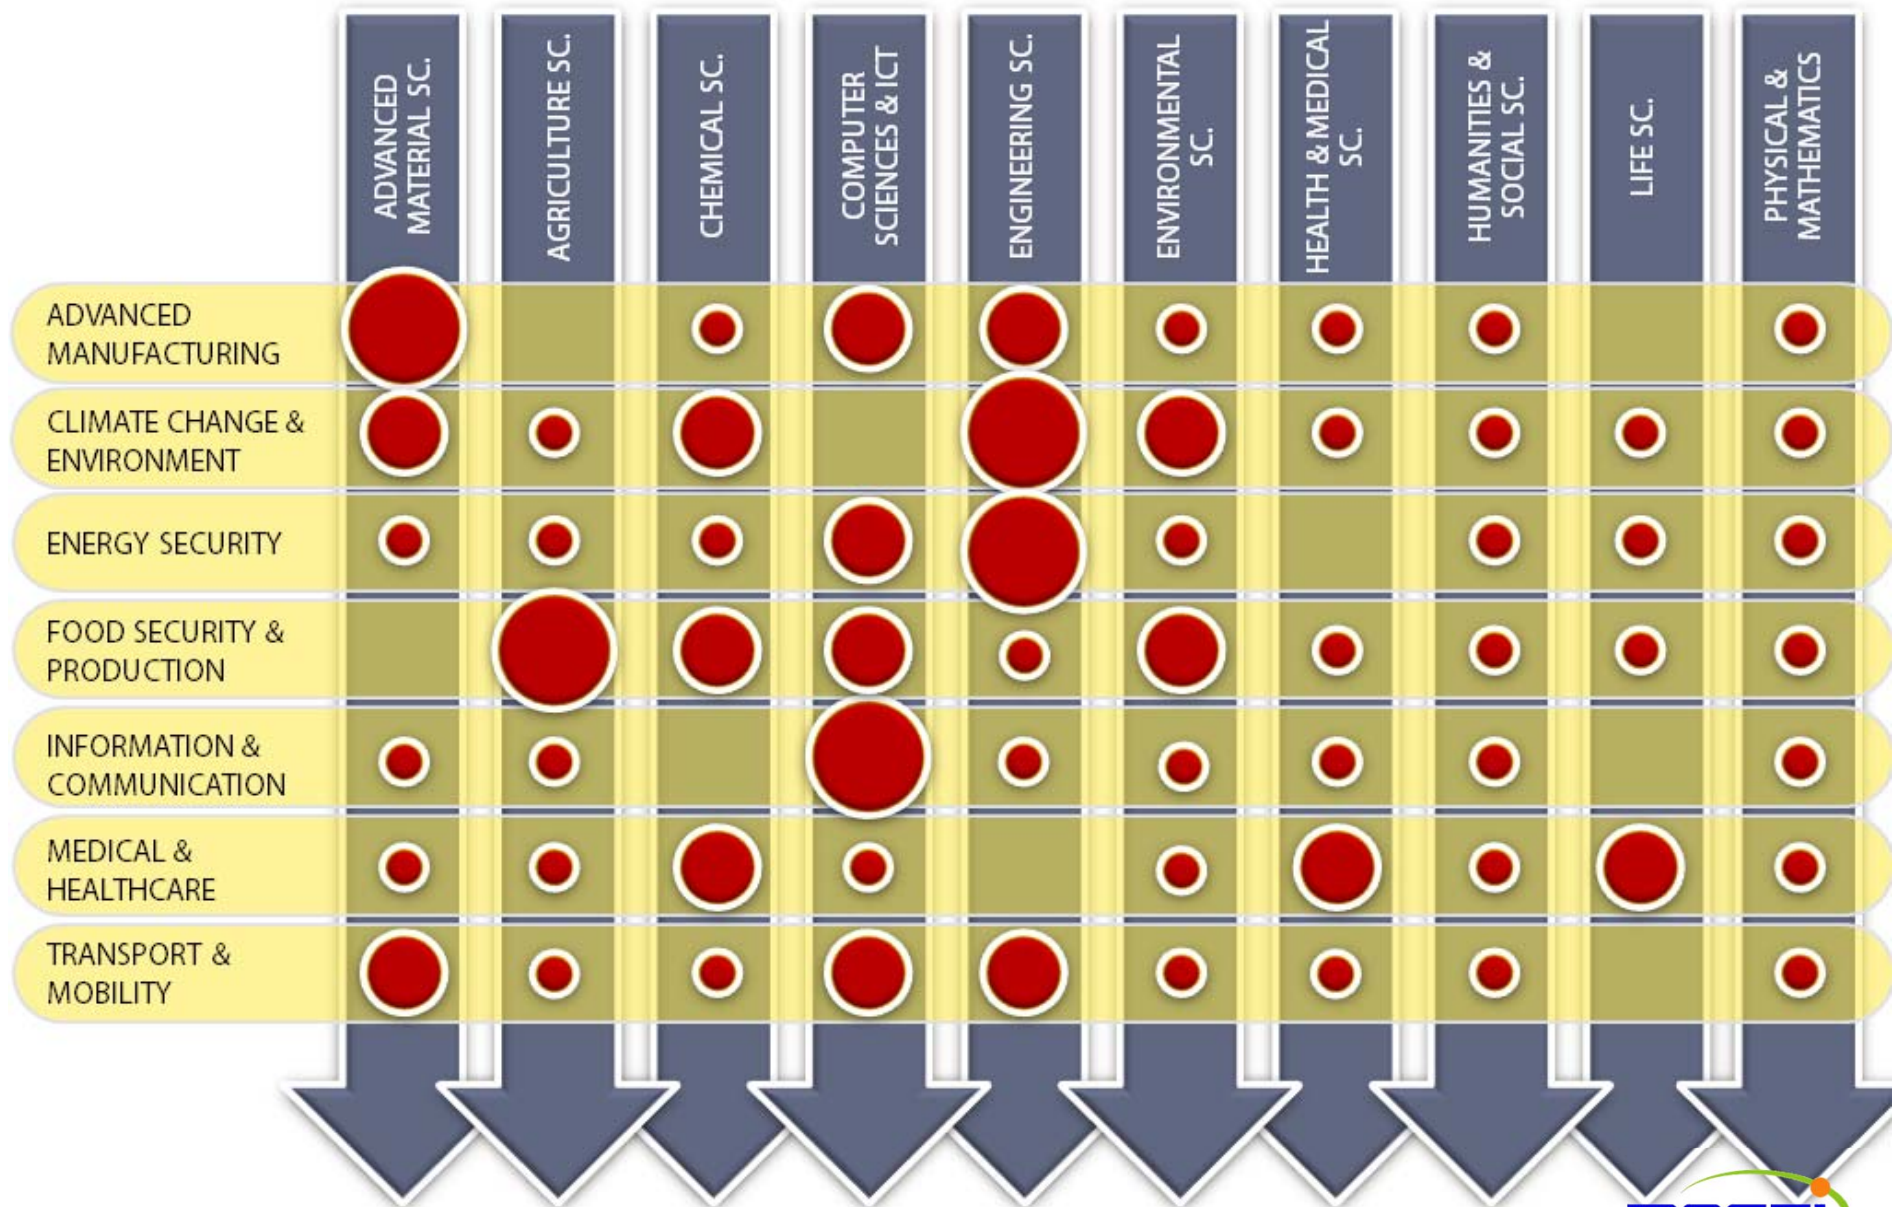 ADVANCED
MATERIAL SC.
AGRICULTURE SC.
CHEMICAL SC.
COMPUTER
SCIENCES & ICT
ENGINEERING SC.
ENVIRONMENTAL
SC.
HEALTH & MEDICAL
SC.
HUMANITIES &
SOCIAL SC.
LIFE SC.
PHYSICAL &
MATHEMATICS
ADVANCED
MANUFACTURING
CLIMATE CHANGE &
ENVIRONMENT
ENERGY SECURITY
FOOD SECURITY &
PRODUCTION
INFORMATION &
COMMUNICATION
MEDICAL &
HEALTHCARE
TRANSPORT &
MOBILITY